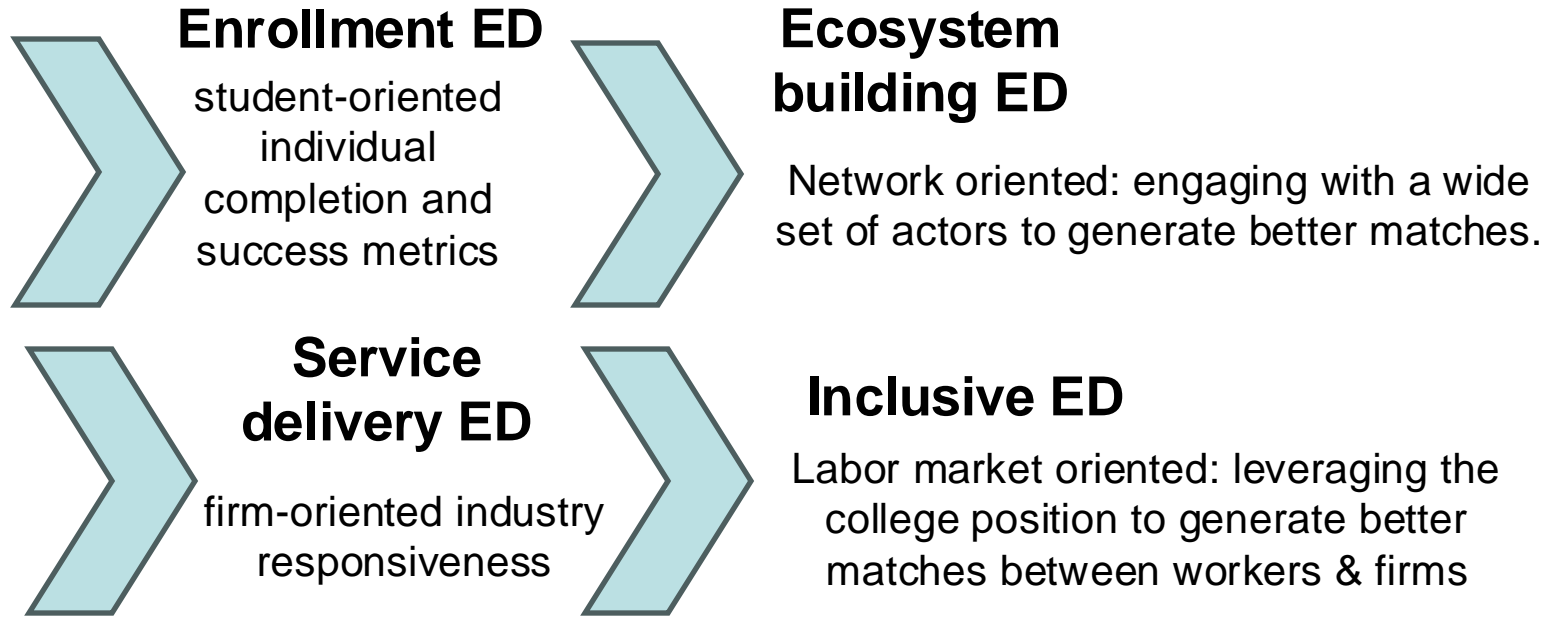 Enrollment ED
student-oriented
individual
completion and
success metrics
Ecosystem
building ED
Network oriented: engaging with a wide
set of actors to generate better matches.
Service
delivery ED
firm-oriented industry
responsiveness
Inclusive ED
Labor market oriented: leveraging the
college position to generate better
matches between workers & firms